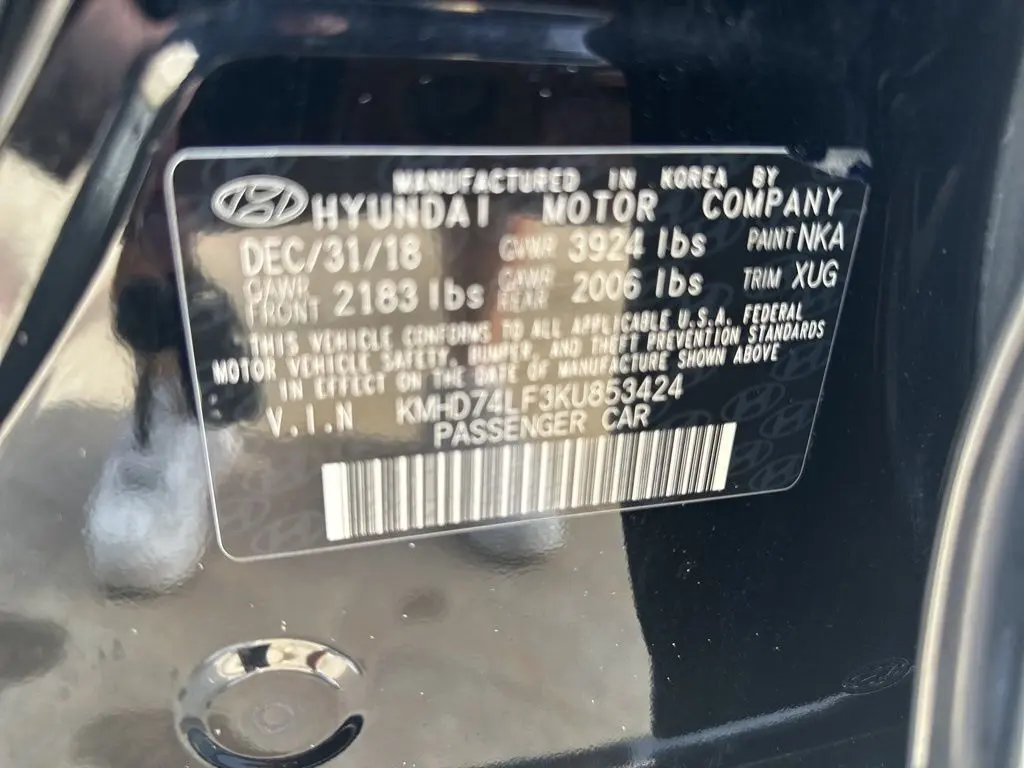 MANUFACTURED IN KOREA BY
HYUNDAI MOTOR COMPANY
DEC/31/18 GVWR 3924 lbs PAINT NKA
GAWR FRONT 2183 lbs GAWR REAR 2006 lbs TRIM XUG
THIS VEHICLE CONFORMS TO ALL APPLICABLE U.S.A. FEDERAL
MOTOR VEHICLE SAFETY, BUMPER, AND THEFT PREVENTION STANDARDS
IN EFFECT ON THE DATE OF MANUFACTURE SHOWN ABOVE
V.I.N KMHD74LF3KU853424
PASSENGER CAR